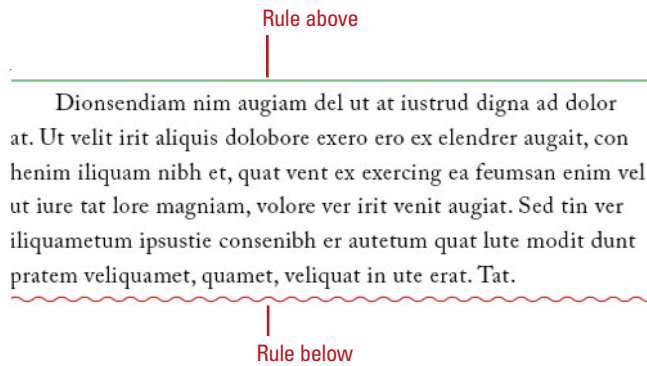 Rule above
Dionsendiam nim augiam del ut at iustrud digna ad dolor
at. Ut velit irit aliquis dolobore exero ero ex elendrer augait, con
henim iliquam nibh et, quat vent ex exercing ea feumsan enim vel
ut iure tat lore magniam, volore ver irit venit augiat. Sed tin ver
iliquametum ipsustie consenibh er autetum quat lute modit dunt
pratem veliquamet, quamet, veliquat in ute erat. Tat.
Rule below